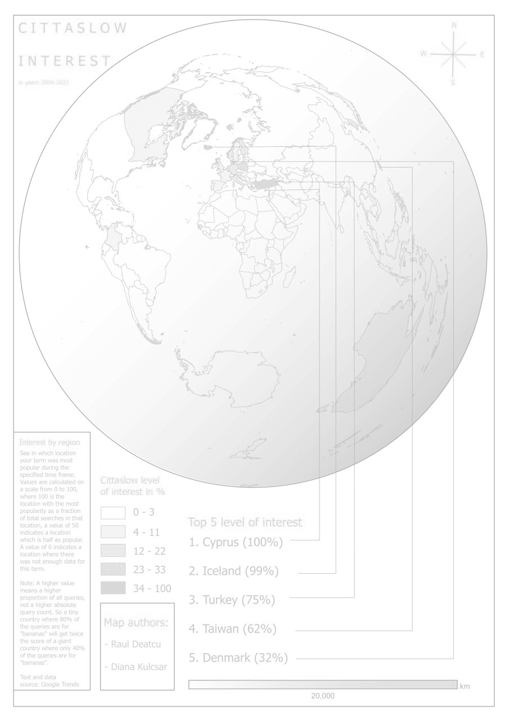 CITTASLOW
INTEREST
in years 2004-2022
N
W
E
S
Interest by region
See in which location
your term was most
popular during the
specified time frame.
Values are calculated on
a scale from 0 to 100,
where 100 is the
location with the most
popularity as a fraction
of total searches in that
location, a value of 50
indicates a location
which is half as popular.
A value of 0 indicates a
location where there
was not enough data for
this term.
Note: A higher value
means a higher
proportion of all queries,
not a higher absolute
query count. So a tiny
country where 80% of
the queries are for
"bananas" will get twice
the score of a giant
country where only 40%
of the queries are for
"bananas".
Text and data
source: Google Trends
Cittaslow level
of interest in %
0 - 3
4 - 11
12 - 22
23 - 33
34 - 100
Map authors:
- Raul Deatcu
- Diana Kulcsar
Top 5 level of interest
1. Cyprus (100%)
2. Iceland (99%)
3. Turkey (75%)
4. Taiwan (62%)
5. Denmark (32%)
km
20,000